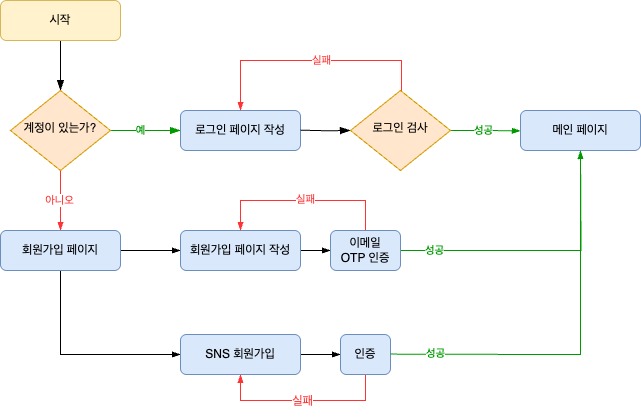 시작
실패
계정이 있는가?
예
로그인 페이지 작성
로그인 검사
성공
메인 페이지
아니오
실패
회원가입 페이지
회원가입 페이지 작성
이메일
OTP 인증
성공
SNS 회원가입
인증
성공
실패